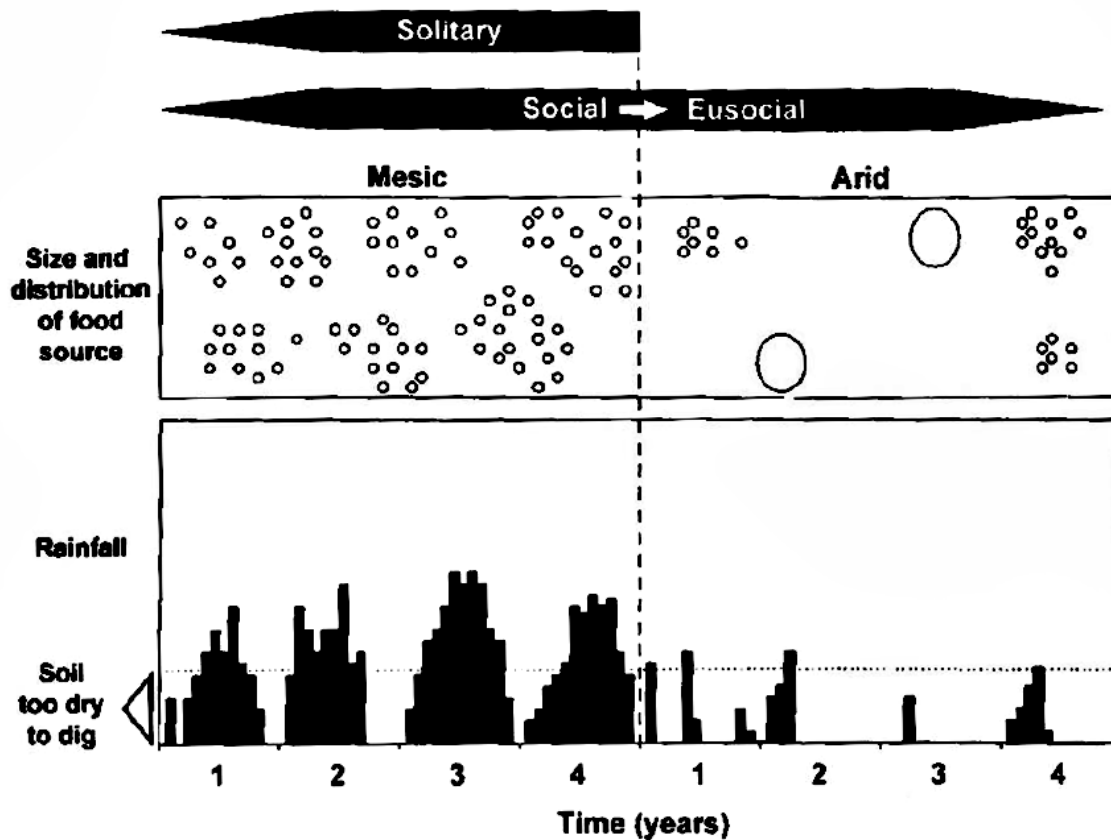 Solitary
Social → Eusocial
Mesic
Arid
Size and
distribution
of food
source
Rainfall
Soil
too dry
to dig
1 2 3 4 1 2 3 4
Time (years)